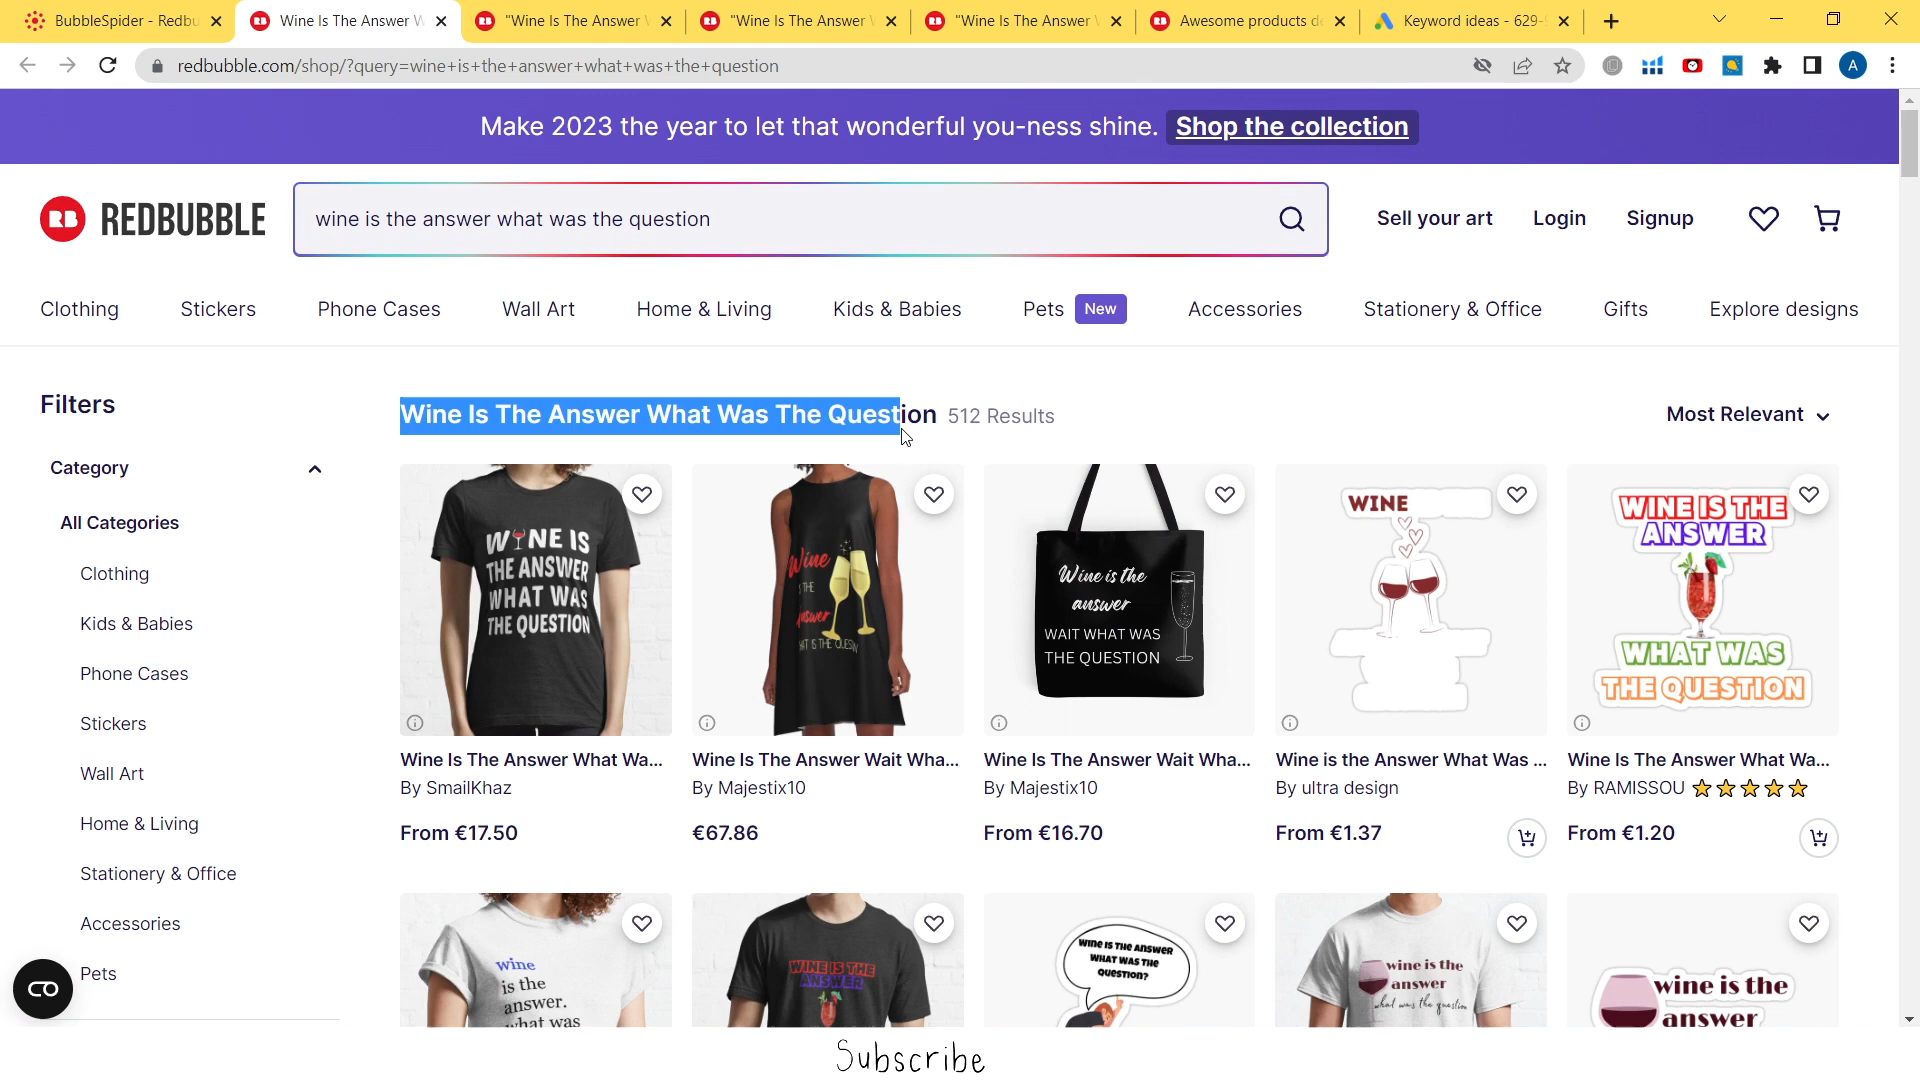 BubbleSpider - Redbu
Wine Is The Answer W
"Wine Is The Answer
"Wine Is The Answer
"Wine Is The Answer
Awesome products d
Keyword ideas - 629-
redbubble.com/shop/?query=wine+is+the+answer+what+was+the+question
A
Make 2023 the year to let that wonderful you-ness shine. Shop the collection
RB REDBUBBLE
wine is the answer what was the question
Sell your art
Login
Signup
Clothing
Stickers
Phone Cases
Wall Art
Home & Living
Kids & Babies
Pets New
Accessories
Stationery & Office
Gifts
Explore designs
Filters
Category
All Categories
Clothing
Kids & Babies
Phone Cases
Stickers
Wall Art
Home & Living
Stationery & Office
Accessories
Pets
Wine Is The Answer What Was The Question 512 Results
Most Relevant
WINE IS
THE ANSWER
WHAT WAS
THE QUESTION
Wine Is The Answer What Wa...
By SmailKhaz
From €17.50
Wine
IS THE
Answer
Wine Is The Answer Wait Wha...
By Majestix10
€67.86
Wine is the
answer
WAIT WHAT WAS
THE QUESTION
Wine Is The Answer Wait Wha...
By Majestix10
From €16.70
WINE
Wine is the Answer What Was ...
By ultra design
From €1.37
WINE IS THE
ANSWER
WHAT WAS
THE QUESTION
Wine Is The Answer What Wa...
By RAMISSOU
From €1.20
wine
is the
answer.
what was
WINE IS THE
ANSWER
WINE IS THE ANSWER
WHAT WAS THE
QUESTION?
wine is the
answer
what was the question
wine is the
answer
Subscribe